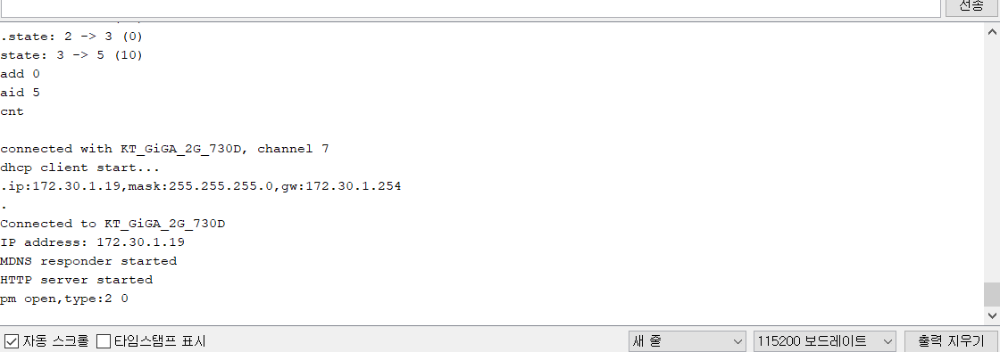 전송
.state: 2 -> 3 (0)
state: 3 -> 5 (10)
add 0
aid 5
cnt
connected with KT_GiGA_2G_730D, channel 7
dhcp client start...
.ip:172.30.1.19,mask:255.255.255.0,gw:172.30.1.254
.
Connected to KT_GiGA_2G_730D
IP address: 172.30.1.19
MDNS responder started
HTTP server started
pm open,type:2 0
자동 스크롤 타임스탬프 표시 새 줄 115200 보드레이트 출력 지우기